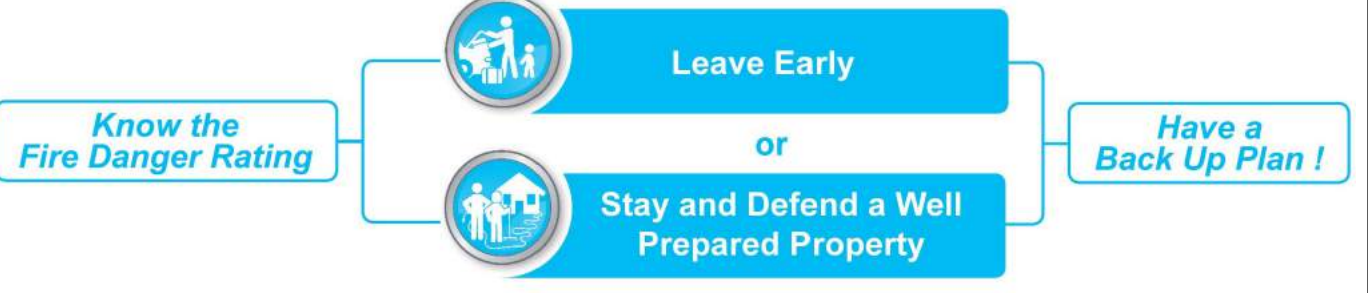 Know the
Fire Danger Rating
Leave Early
or
Stay and Defend a Well
Prepared Property
Have a
Back Up Plan !